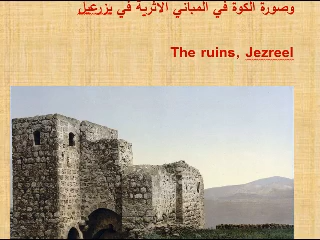 وصورة الكوة في المباني الاثرية في يزرعيل
The ruins, Jezreel